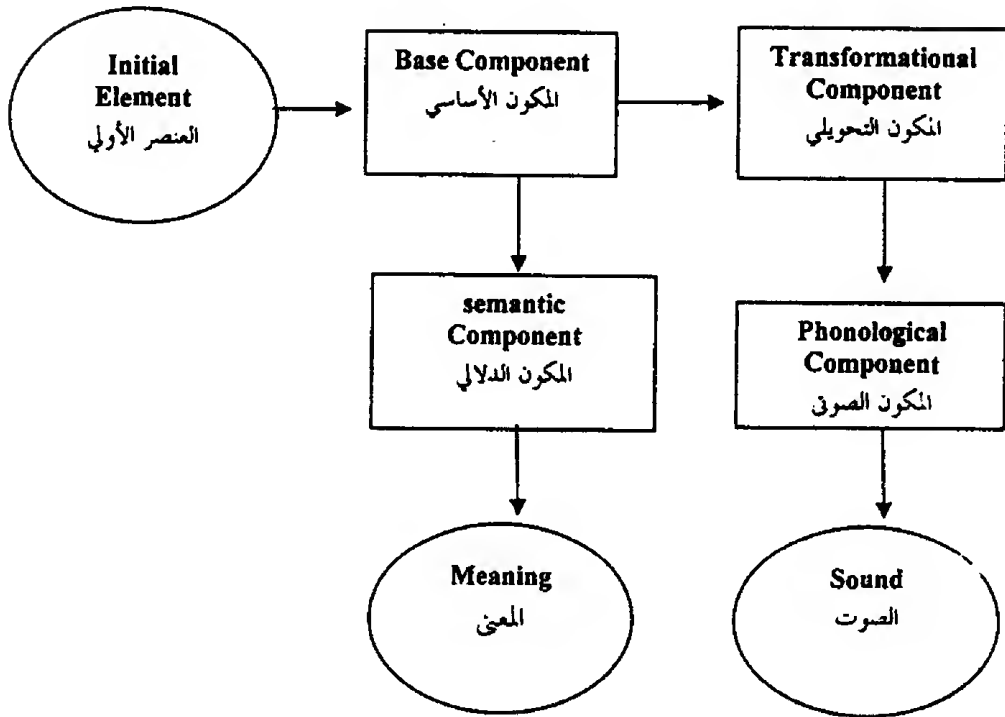 Initial
Element
العنصر الأولي
Base Component
المكون الأساسي
Transformational
Component
المكون التحويلي
semantic
Component
المكون الدلالي
Phonological
Component
المكون الصوتى
Meaning
المعنى
Sound
الصوت